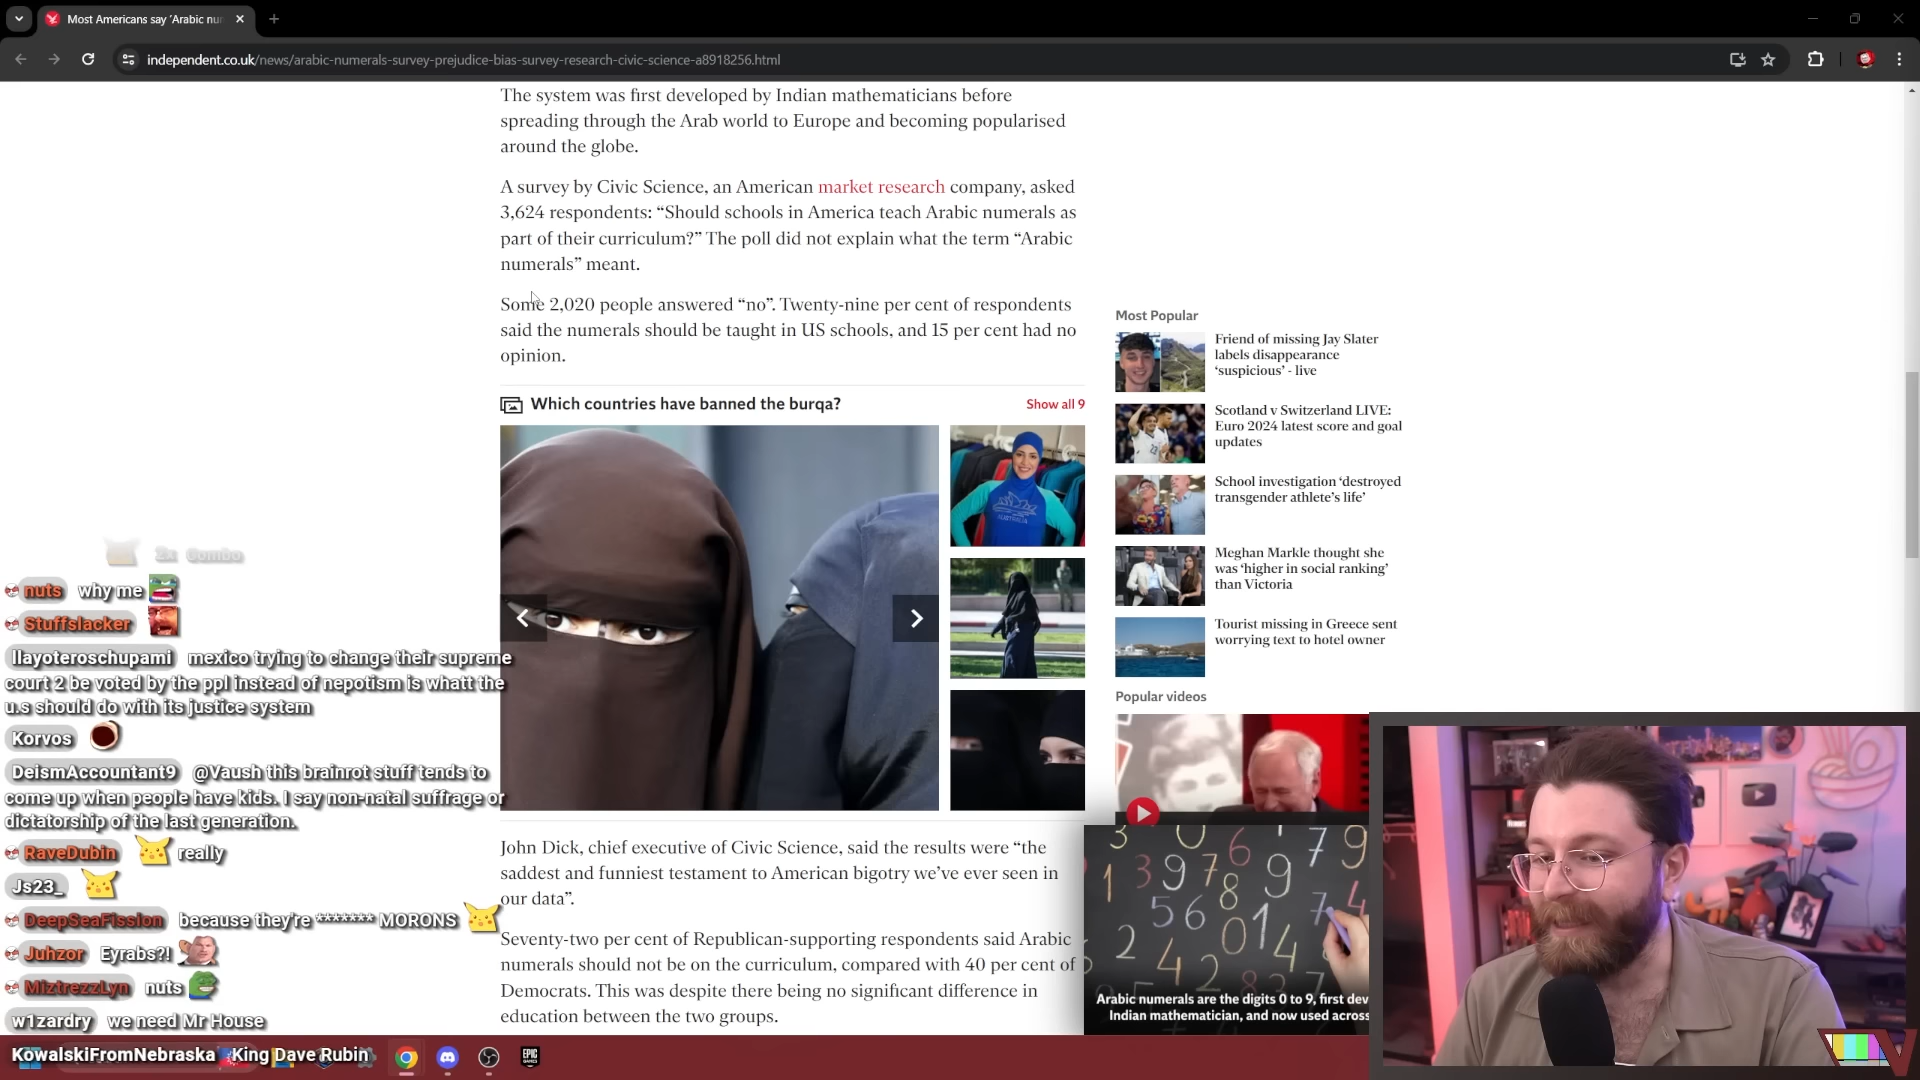 Most Americans say 'Arabic nu
independent.co.uk/news/arabic-numerals-survey-prejudice-bias-survey-research-civic-science-a8918256.html
The system was first developed by Indian mathematicians before
spreading through the Arab world to Europe and becoming popularised
around the globe.
A survey by Civic Science, an American market research company, asked
3,624 respondents: “Should schools in America teach Arabic numerals as
part of their curriculum?” The poll did not explain what the term “Arabic
numerals” meant.
Some 2,020 people answered “no”. Twenty-nine per cent of respondents
said the numerals should be taught in US schools, and 15 per cent had no
opinion.
Which countries have banned the burqa?
Show all 9
AUSTRALIA
John Dick, chief executive of Civic Science, said the results were “the
saddest and funniest testament to American bigotry we’ve ever seen in
our data”.
Seventy-two per cent of Republican-supporting respondents said Arabic
numerals should not be on the curriculum, compared with 40 per cent of
Democrats. This was despite there being no significant difference in
education between the two groups.
Most Popular
Friend of missing Jay Slater
labels disappearance
‘suspicious’ - live
Scotland v Switzerland LIVE:
Euro 2024 latest score and goal
updates
School investigation ‘destroyed
transgender athlete’s life’
Meghan Markle thought she
was ‘higher in social ranking’
than Victoria
Tourist missing in Greece sent
worrying text to hotel owner
Popular videos
Arabic numerals are the digits 0 to 9, first dev
Indian mathematician, and now used across
2x Combo
nuts why me
Stuffslacker
llayoteroschupami mexico trying to change their supreme
court 2 be voted by the ppl instead of nepotism is whatt the
u.s should do with its justice system
Korvos
DeismAccountant9 @Vaush this brainrot stuff tends to
come up when people have kids. I say non-natal suffrage or
dictatorship of the last generation.
RaveDubin really
Js23_
DeepSeaFission because they're ******* MORONS
Juhzor Eyrabs?!
MiztrezzLyn nuts
w1zardry we need Mr House
KowalskiFromNebraska King Dave Rubin
EPIC
GAMES